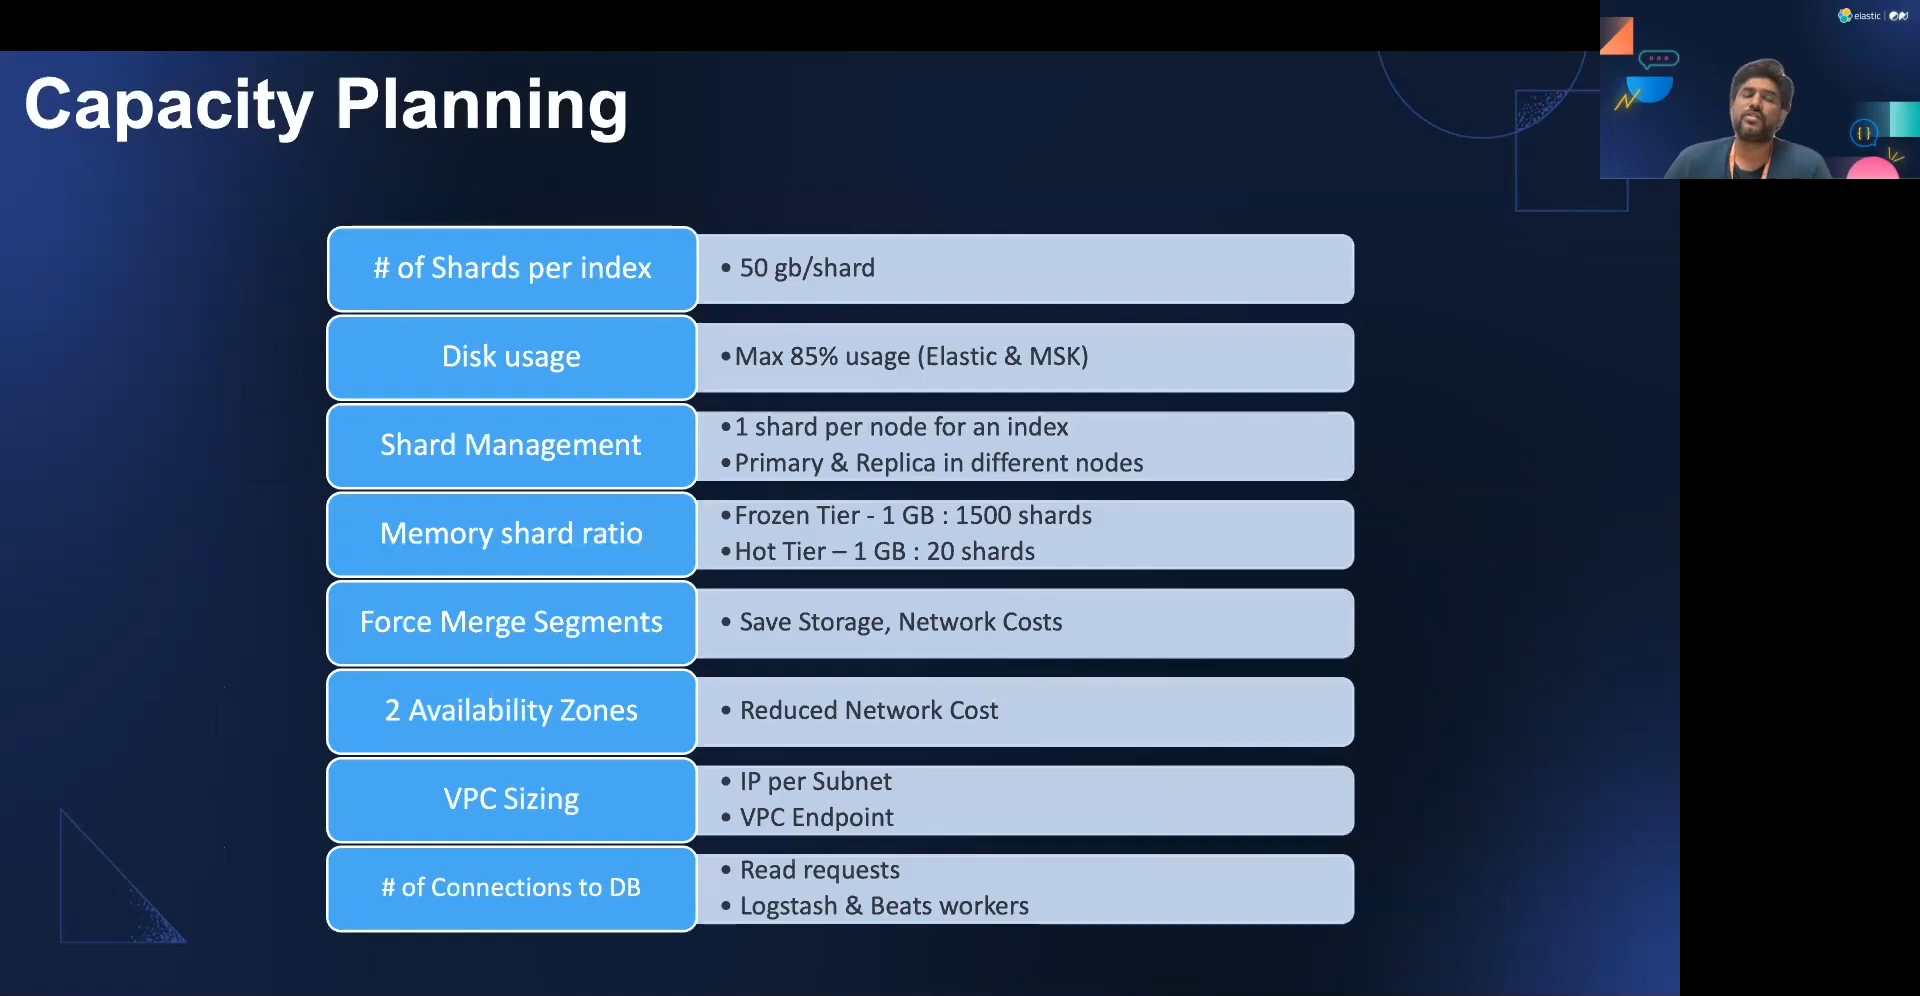 elastic
Capacity Planning
# of Shards per index
• 50 gb/shard
Disk usage
• Max 85% usage (Elastic & MSK)
Shard Management
• 1 shard per node for an index
• Primary & Replica in different nodes
Memory shard ratio
• Frozen Tier - 1 GB : 1500 shards
• Hot Tier – 1 GB : 20 shards
Force Merge Segments
• Save Storage, Network Costs
2 Availability Zones
• Reduced Network Cost
VPC Sizing
• IP per Subnet
• VPC Endpoint
# of Connections to DB
• Read requests
• Logstash & Beats workers